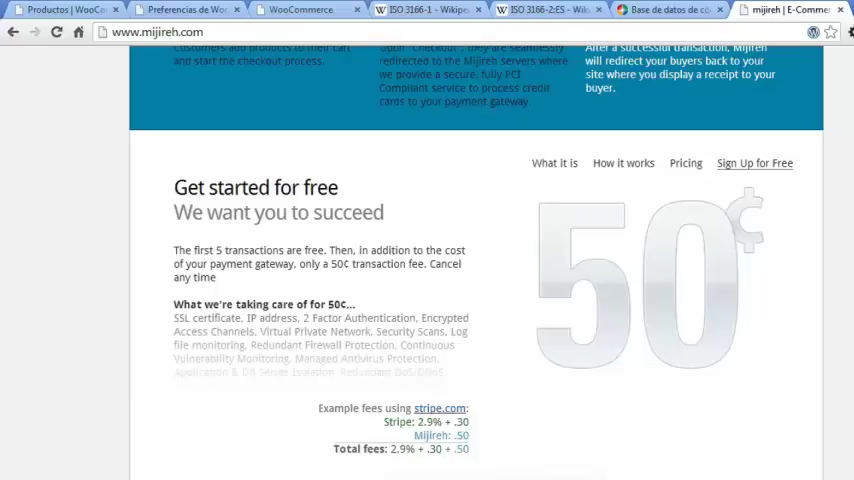 Productos | WooCo
Preferencias de Wor
WooCommerce
ISO 3166-1 - Wikipe
ISO 3166-2:ES - Wik
Base de datos de có
mijireh | E-Commer
www.mijireh.com
Customers add products to their cart
and start the checkout process.
Upon "Checkout", they are seamlessly
redirected to the Mijireh servers where
we provide a secure, fully PCI
Compliant service to process credit
cards to your payment gateway.
After a successful transaction, Mijireh
will redirect your buyers back to your
site where you display a receipt to your
buyer.
What it is
How it works
Pricing
Sign Up for Free
Get started for free
We want you to succeed
50¢
The first 5 transactions are free. Then, in addition to the cost
of your payment gateway, only a 50¢ transaction fee. Cancel
any time
What we're taking care of for 50¢...
SSL certificate, IP address, 2 Factor Authentication, Encrypted
Access Channels, Virtual Private Network, Security Scans, Log
file monitoring, Redundant Firewall Protection, Continuous
Vulnerability Monitoring, Managed Antivirus Protection,
Application & DB Server Isolation, Redundant DoS/DDoS
Example fees using stripe.com:
Stripe: 2.9% + .30
Mijireh: .50
Total fees: 2.9% + .30 + .50